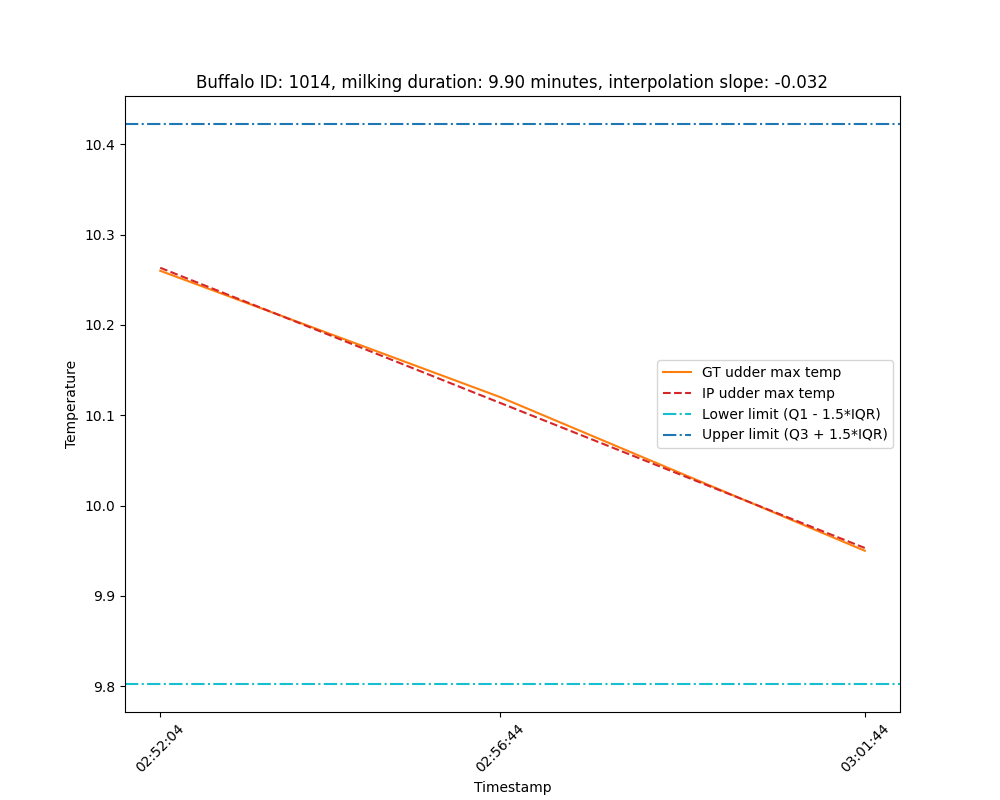 Buffalo ID: 1014, milking duration: 9.90 minutes, interpolation slope: -0.032
10.4
10.3
10.2
10.1
10.0
9.9
9.8
Temperature
GT udder max temp
IP udder max temp
Lower limit (Q1 - 1.5*IQR)
Upper limit (Q3 + 1.5*IQR)
02:52:04
02:56:44
03:01:44
Timestamp